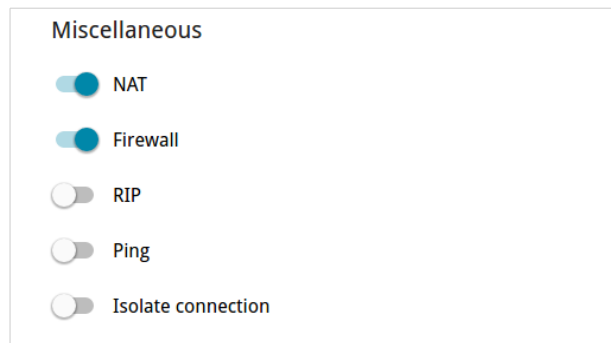 Miscellaneous
NAT
Firewall
RIP
Ping
Isolate connection